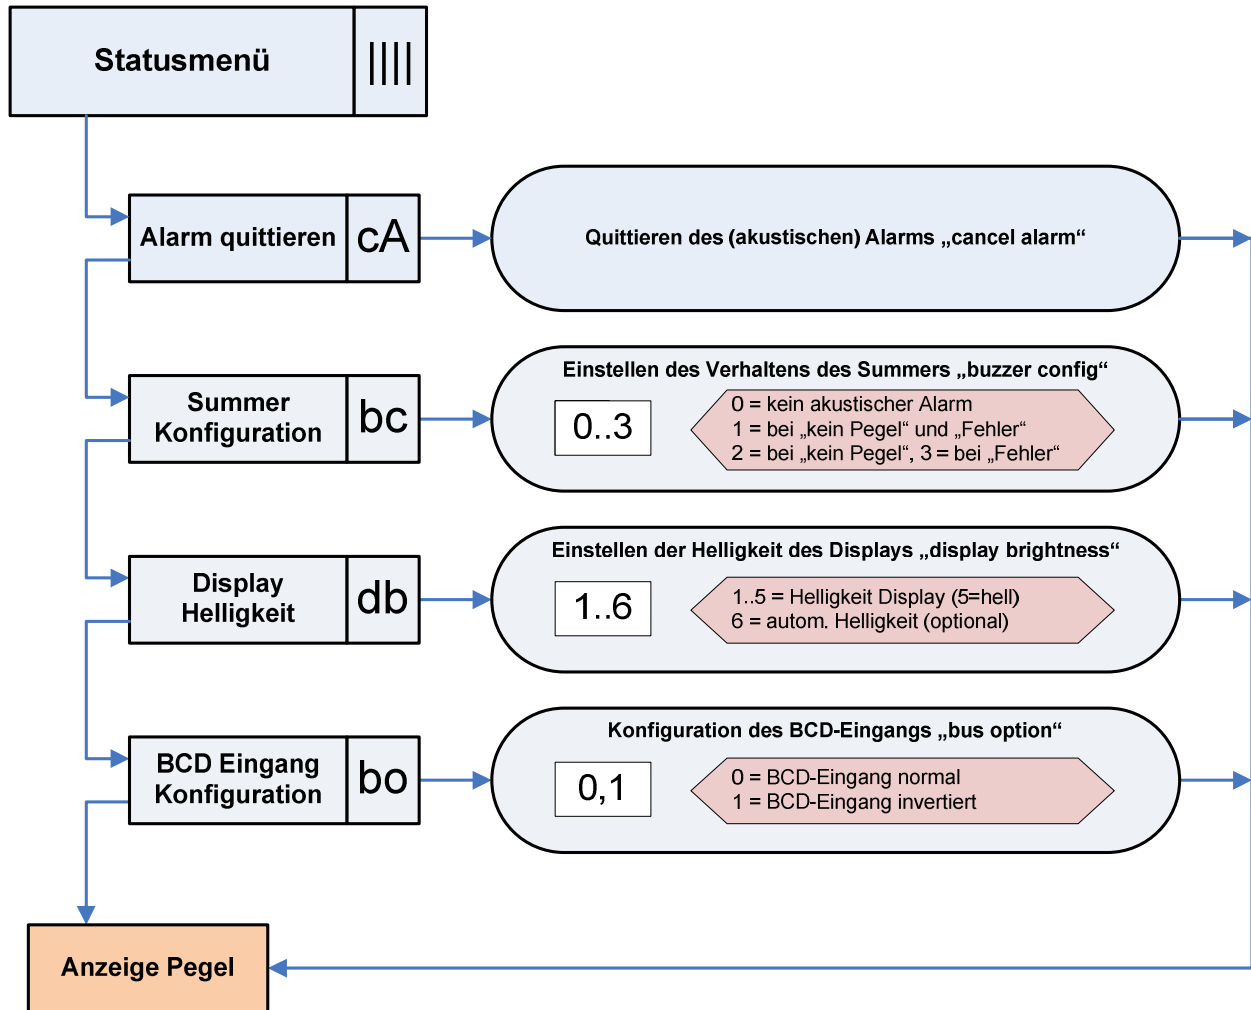 Statusmenü ||||
Alarm quittieren cA
Quittieren des (akustischen) Alarms „cancel alarm“
Summer
Konfiguration
bc
Einstellen des Verhaltens des Summers „buzzer config“
0..3
0 = kein akustischer Alarm
1 = bei „kein Pegel“ und „Fehler“
2 = bei „kein Pegel“, 3 = bei „Fehler“
Display
Helligkeit
db
Einstellen der Helligkeit des Displays „display brightness“
1..6
1..5 = Helligkeit Display (5=hell)
6 = autom. Helligkeit (optional)
BCD Eingang
Konfiguration
bo
Konfiguration des BCD-Eingangs „bus option“
0,1
0 = BCD-Eingang normal
1 = BCD-Eingang invertiert
Anzeige Pegel